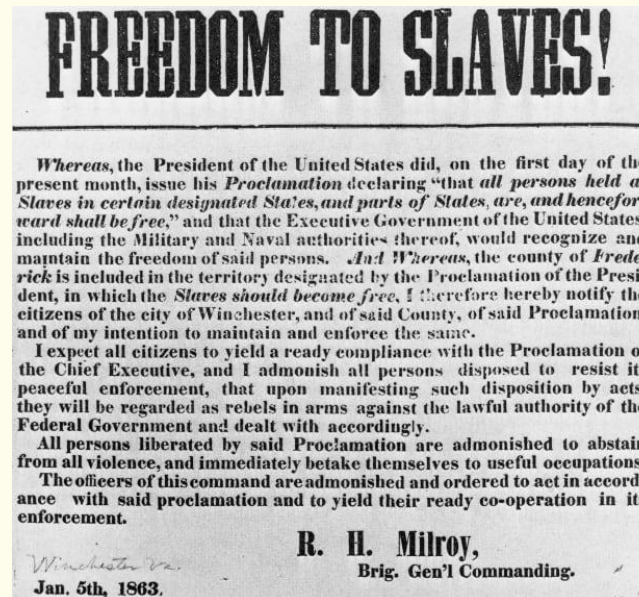 FREEDOM TO SLAVES!
Whereas, the President of the United States did, on the first day of the
present month, issue his Proclamation declaring "that all persons held a
Slaves in certain designated States, and parts of States, are, and hencefor
ward shall be free," and that the Executive Government of the United States
including the Military and Naval authorities thereof, would recognize an
maintain the freedom of said persons. And Whereas, the county of Frede
rick is included in the territory designated by the Proclamation of the Presi
dent, in which the Slaves should become free, I therefore hereby notify th
citizens of the city of Winchester, and of said County, of said Proclamation
and of my intention to maintain and enforce the same.
I expect all citizens to yield a ready compliance with the Proclamation o
the Chief Executive, and I admonish all persons disposed to resist it
peaceful enforcement, that upon manifesting such disposition by acts
they will be regarded as rebels in arms against the lawful authority of th
Federal Government and dealt with accordingly.
All persons liberated by said Proclamation are admonished to abstain
from all violence, and immediately betake themselves to useful occupations
The officers of this command are admonished and ordered to act in accord
ance with said proclamation and to yield their ready co-operation in it
enforcement.
R. H. Milroy,
Brig. Gen'l Commanding.
Winchester Va.
Jan. 5th, 1863.